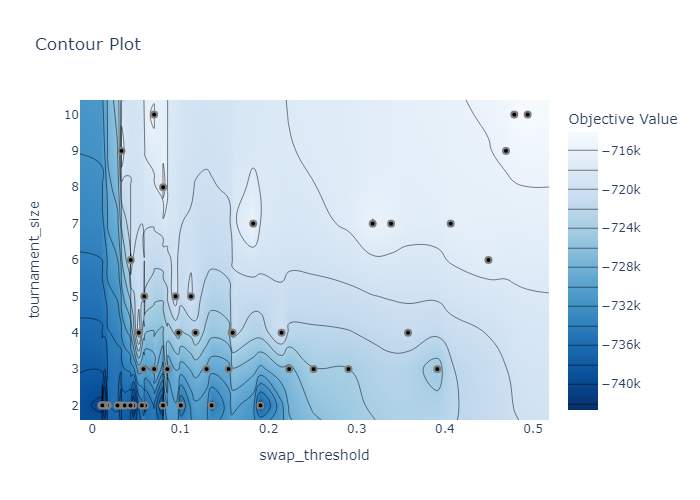 Contour Plot
Objective Value
10
9
8
7
6
5
4
3
2
tournament_size
0
0.1
0.2
0.3
0.4
0.5
swap_threshold
−716k
−720k
−724k
−728k
−732k
−736k
−740k